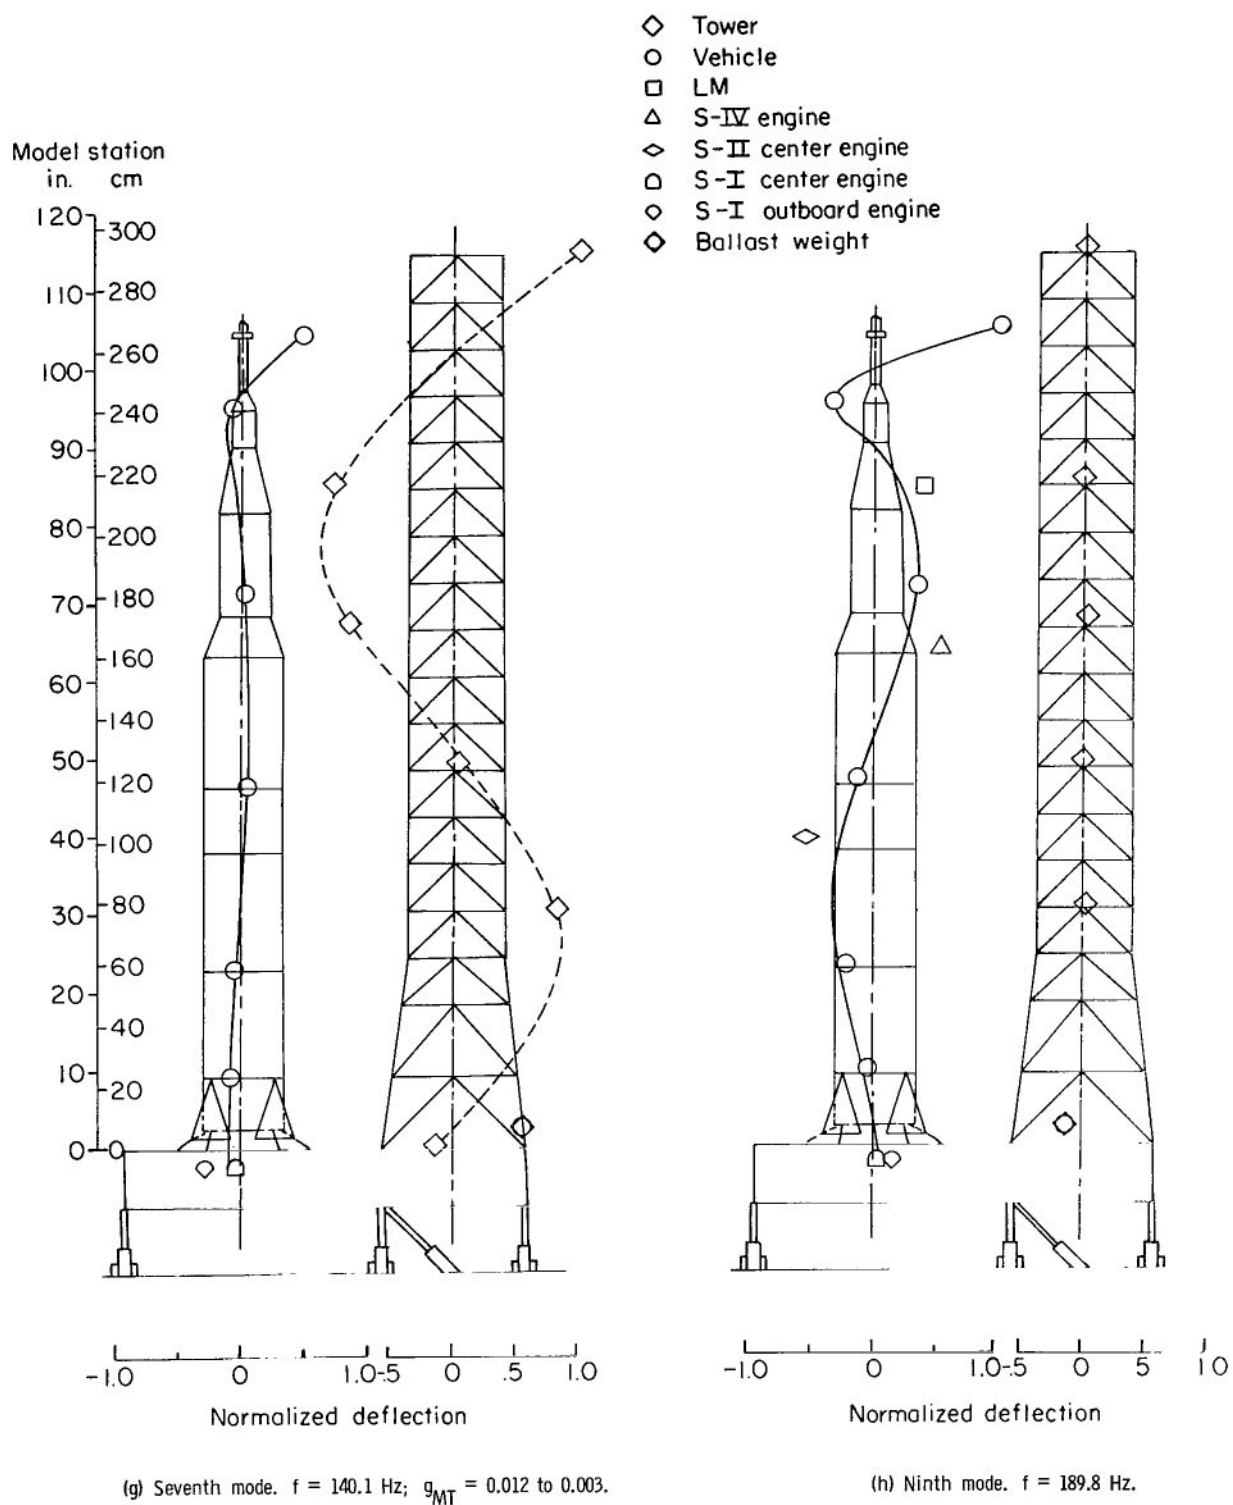 Tower
Vehicle
LM
S-IV engine
S-II center engine
S-I center engine
S-I outboard engine
Ballast weight
Model station
in. cm
120 300
110 280
100 260
90 240
80 220
70 200
60 180
50 160
40 140
30 120
20 100
10 80
0 60
40
20
0
-1.0 0 1.0 -.5 0 .5 1.0
Normalized deflection
-1.0 0 1.0 -.5 0 5 10
Normalized deflection
(g) Seventh mode. f = 140.1 Hz; gMT = 0.012 to 0.003.
(h) Ninth mode. f = 189.8 Hz.